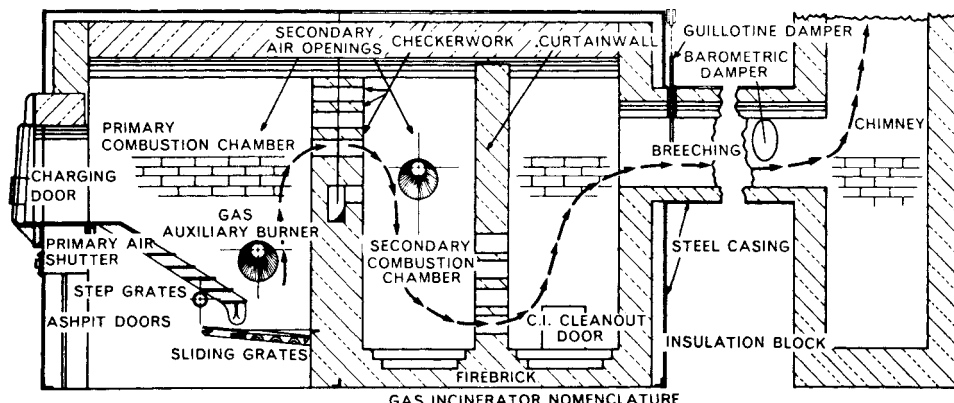 SECONDARY
AIR OPENINGS
CHECKERWORK
CURTAINWALL
GUILLOTINE DAMPER
BAROMETRIC
DAMPER
PRIMARY
COMBUSTION CHAMBER
CHIMNEY
BREECHING
CHARGING
DOOR
GAS
AUXILIARY BURNER
PRIMARY AIR
SHUTTER
SECONDARY
COMBUSTION
CHAMBER
STEEL CASING
STEP GRATES
ASHPIT DOORS
C.I. CLEANOUT
DOOR
INSULATION BLOCK
SLIDING GRATES
FIREBRICK
GAS INCINERATOR NOMENCLATURE